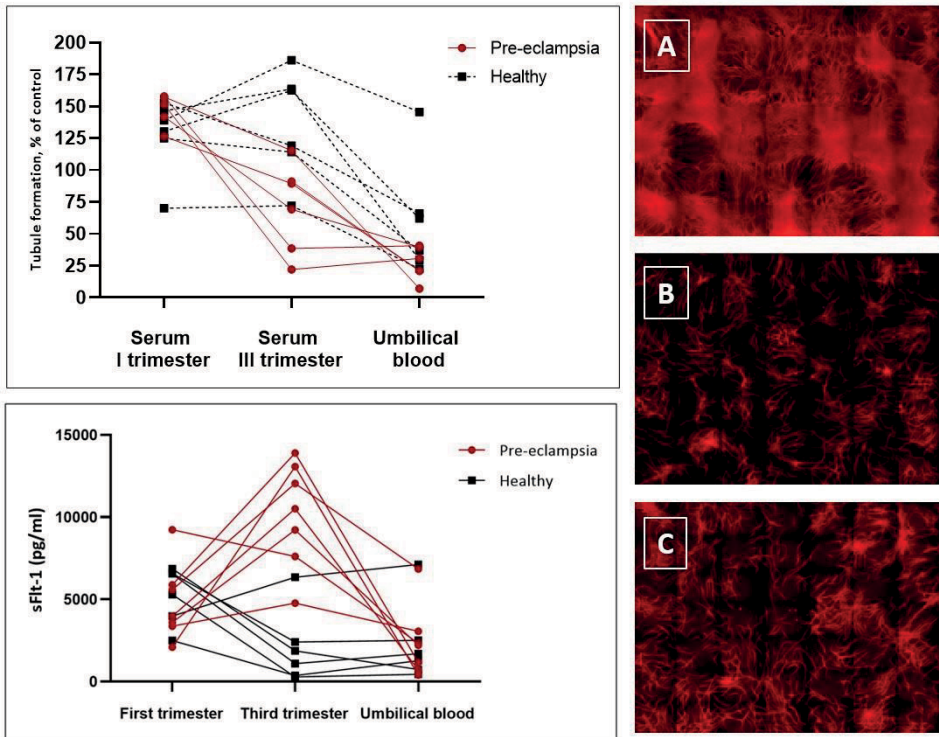 Tubule formation, % of control
200
175
150
125
100
75
50
25
0
Pre-eclampsia
Healthy
Serum
I trimester
Serum
III trimester
Umbilical
blood
sFlt-1 (pg/ml)
15000
10000
5000
0
Pre-eclampsia
Healthy
First trimester
Third trimester
Umbilical blood
A
B
C